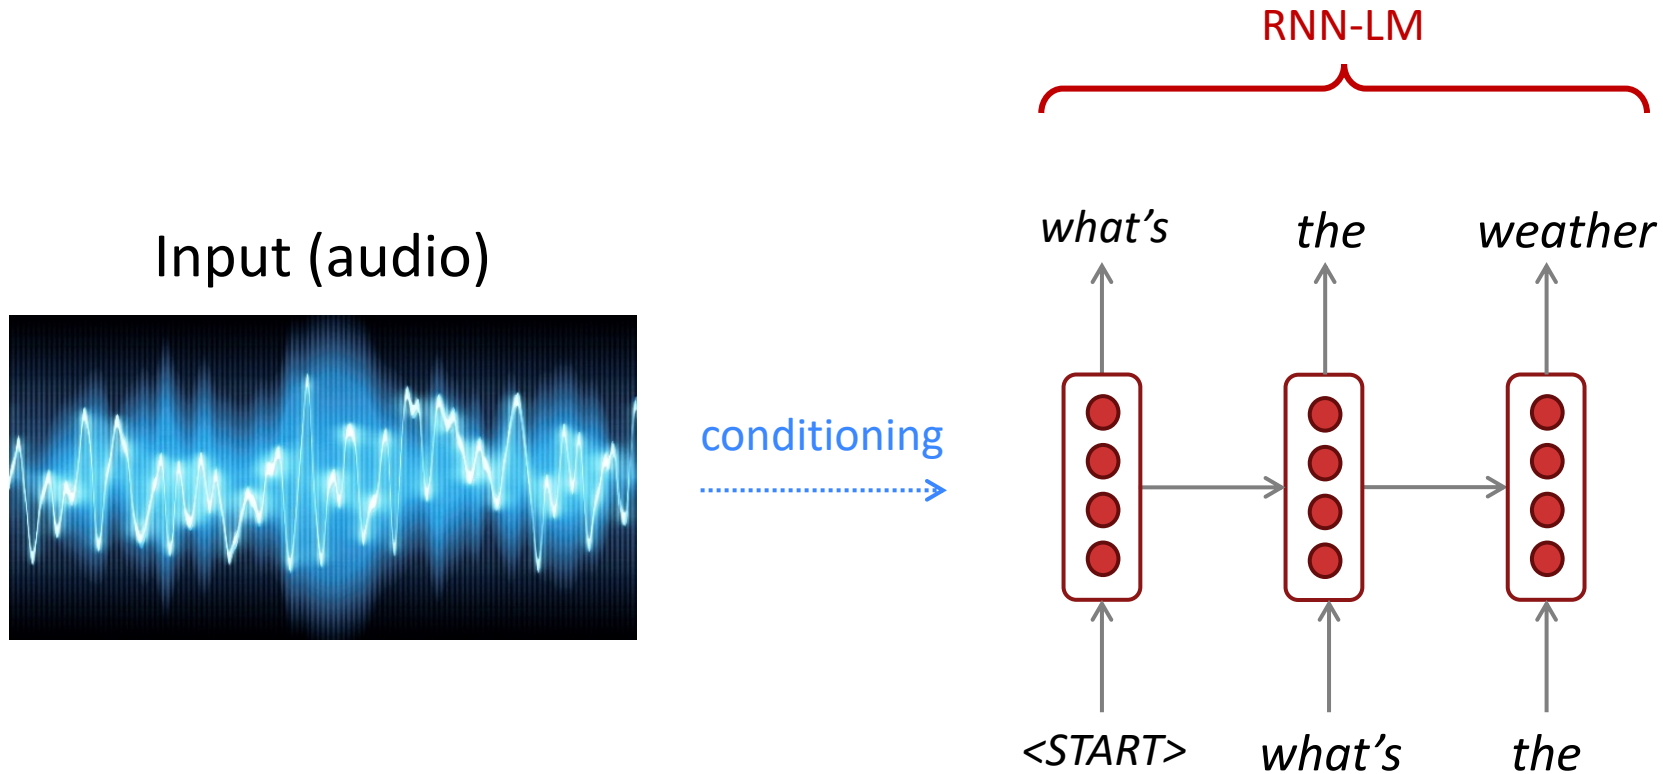 RNN-LM
what’s the weather
Input (audio)
conditioning
<START> what’s the